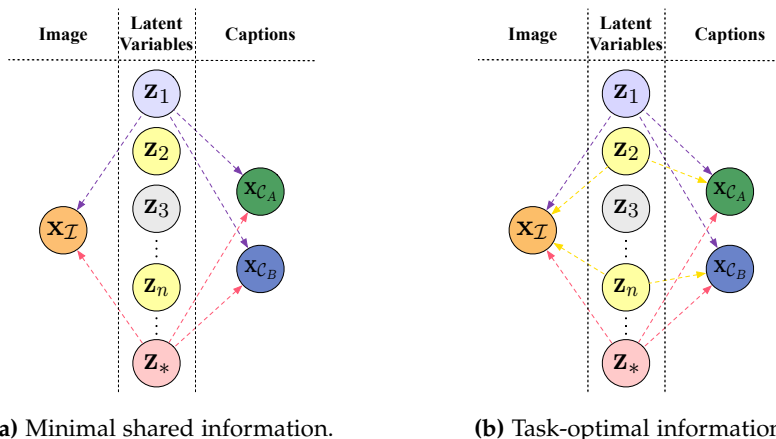 Image Latent Variables Captions
z1
z2
z3
zn
z*
xI
xCA
xCB
a) Minimal shared information.
Image Latent Variables Captions
z1
z2
z3
zn
z*
xI
xCA
xCB
(b) Task-optimal information